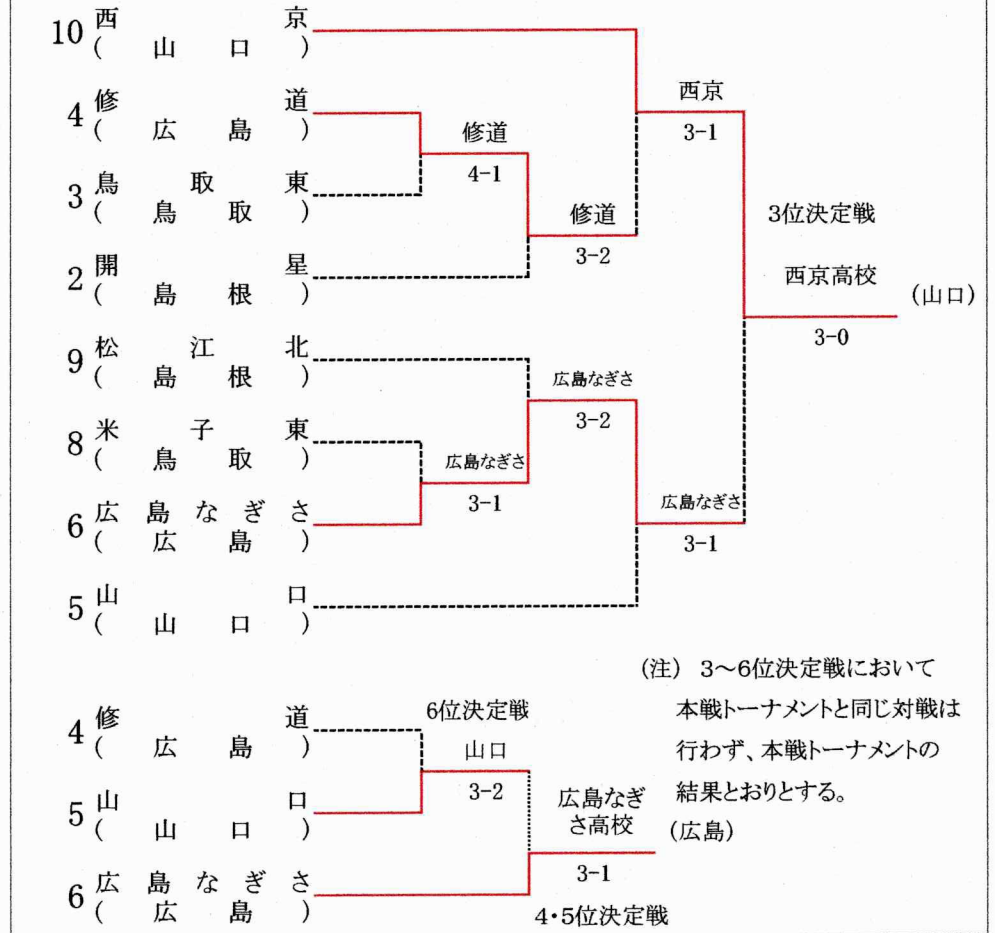 10 西京
(山口)
西京
3-1
4 修道
(広島)
修道
4-1
3 鳥取東
(鳥取)
修道
3-2
3位決定戦
2 開星
(島根)
西京高校
(山口)
3-0
9 松江北
(島根)
広島なぎさ
3-2
8 米子東
(鳥取)
広島なぎさ
3-1
6 広島なぎさ
(広島)
広島なぎさ
3-1
5 山口
(山口)
(注) 3~6位決定戦において
本戦トーナメントと同じ対戦は
行わず、本戦トーナメントの
結果とおりとする。
4 修道
(広島)
6位決定戦
山口
3-2
5 山口
(山口)
広島なぎ
さ高校
(広島)
3-1
6 広島なぎさ
(広島)
4・5位決定戦